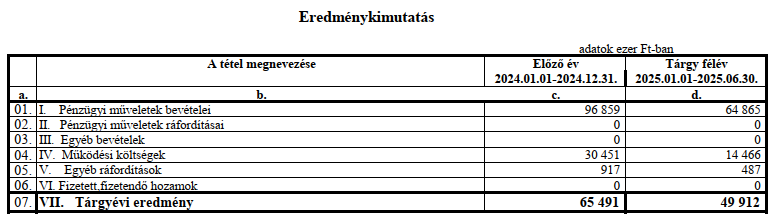 Eredménykimutatás
adatok ezer Ft-ban
A tétel megnevezése Előző év Tárgy félév
2024.01.01-2024.12.31. 2025.01.01-2025.06.30.
a. b. c. d.
01. I. Pénzügyi műveletek bevételei 96 859 64 865
02. II. Pénzügyi műveletek ráfordításai 0 0
03. III. Egyéb bevételek 0 0
04. IV. Működési költségek 30 451 14 466
05. V. Egyéb ráfordítások 917 487
06. VI. Fizetett,fizetendő hozamok 0 0
07. VII. Tárgyévi eredmény 65 491 49 912